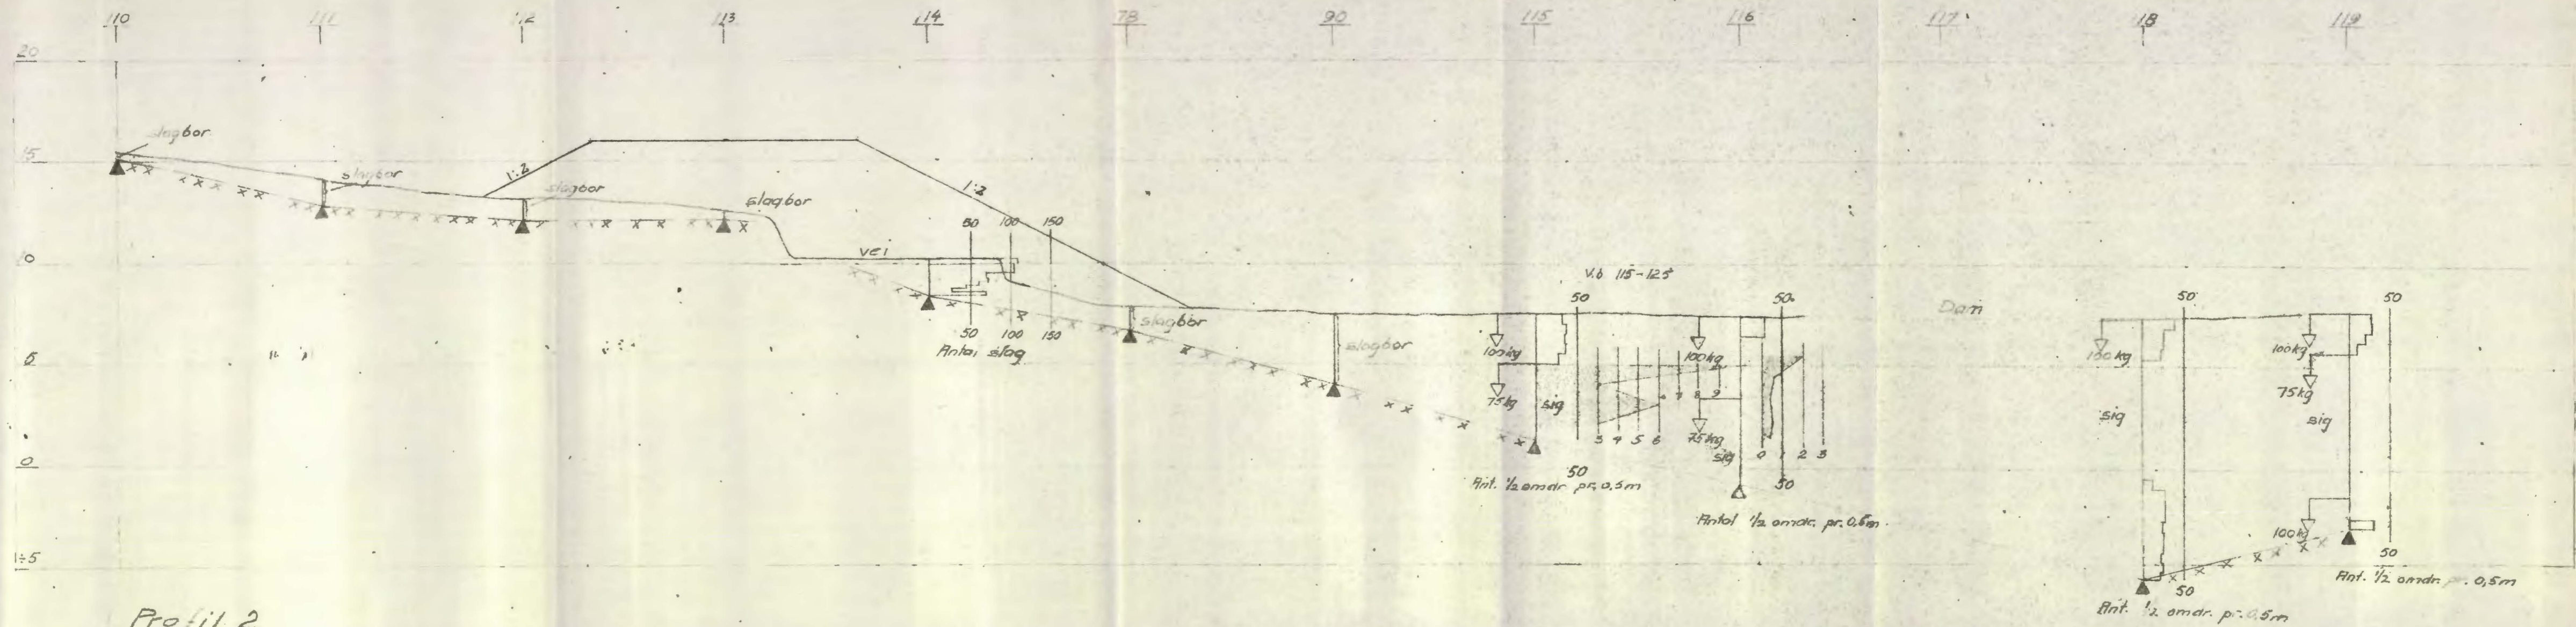 110 111 112 113 114 78 90 115 116 117 118 119
20
slagbor
15
slagbor
1:2
slagbor
slagbor
1:2
50 100 150
vei
10
50 100 150
Antal slag
slagbor
slagbor
5
0
1÷5
V.b 115-125
50
50
100kg
75kg
sig
3 4 5 6 7 8 9
100kg
75kg
sig
0 1 2 3
50
Ant. 1/2 omdr. pr. 0,5m
50
Antal 1/2 omdr. pr. 0,5m
Dam
50
100kg
sig
50
Ant. 1/2 omdr. pr. 0,5m
50
100kg
75kg
sig
100kg
50
Ant. 1/2 omdr. pr. 0,5m
Profil 2